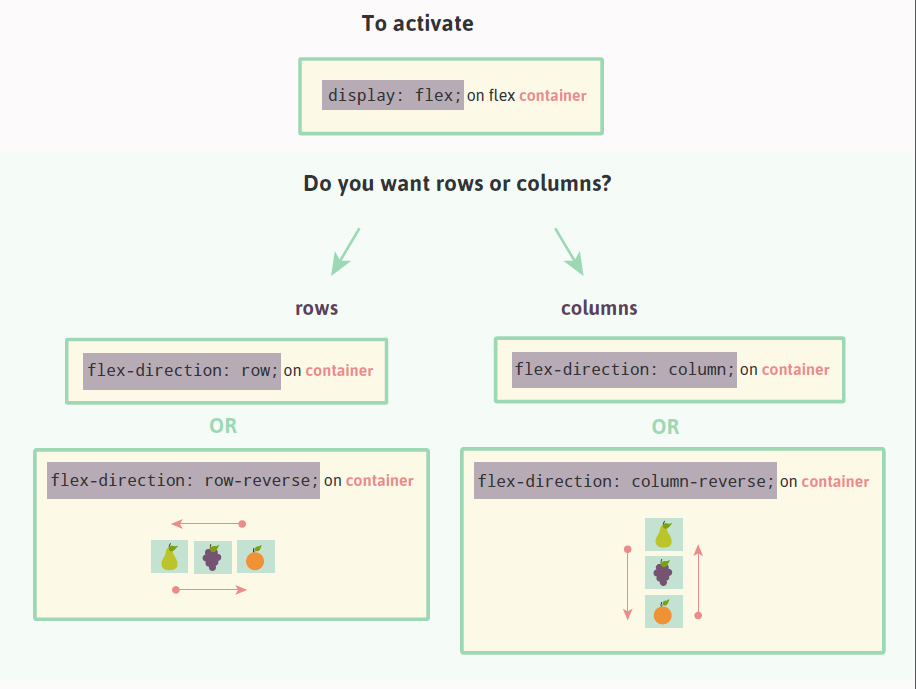 To activate
display: flex; on flex container
Do you want rows or columns?
rows
columns
flex-direction: row; on container
flex-direction: column; on container
OR
OR
flex-direction: row-reverse; on container
flex-direction: column-reverse; on container